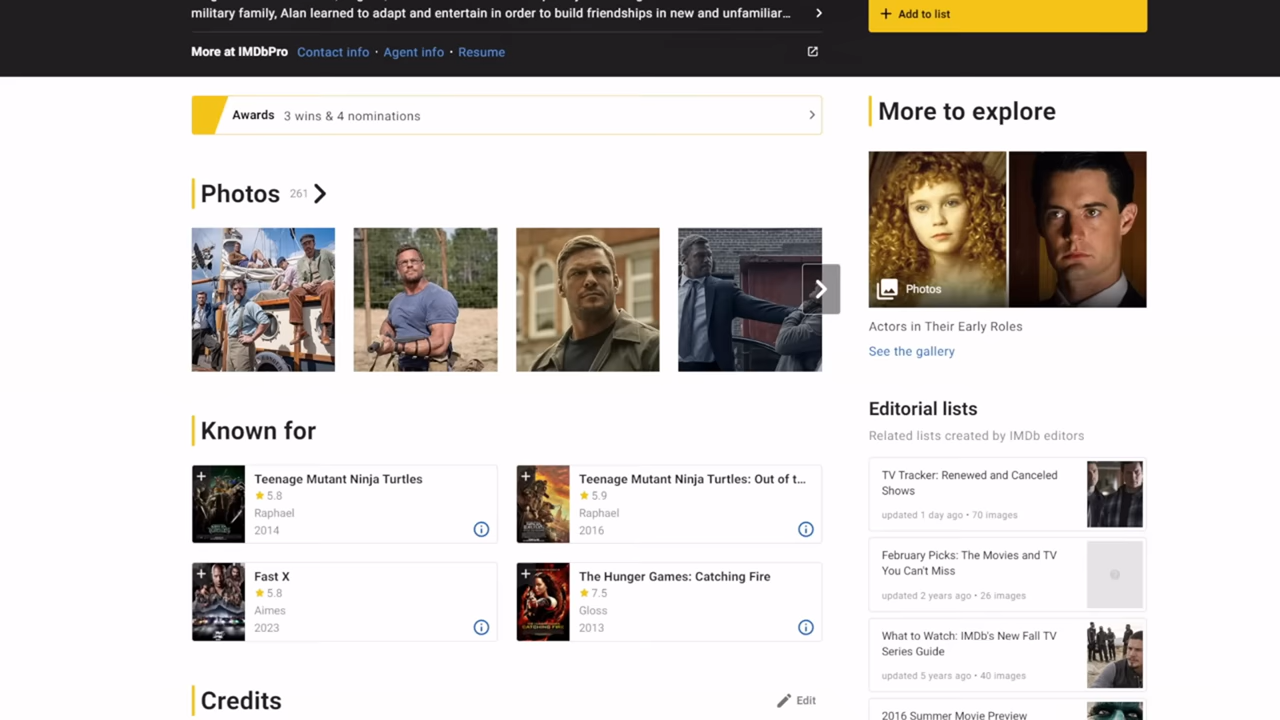 military family, Alan learned to adapt and entertain in order to build friendships in new and unfamiliar...
+ Add to list
More at IMDbPro Contact info · Agent info · Resume
Awards 3 wins & 4 nominations
More to explore
Photos 261
Photos
Actors in Their Early Roles
See the gallery
Known for
Teenage Mutant Ninja Turtles
5.8
Raphael
2014
Teenage Mutant Ninja Turtles: Out of t...
5.9
Raphael
2016
Fast X
5.8
Aimes
2023
The Hunger Games: Catching Fire
7.5
Gloss
2013
Editorial lists
Related lists created by IMDb editors
TV Tracker: Renewed and Canceled
Shows
updated 1 day ago • 70 images
February Picks: The Movies and TV
You Can't Miss
updated 2 years ago • 26 images
What to Watch: IMDb's New Fall TV
Series Guide
updated 5 years ago • 40 images
2016 Summer Movie Preview
Credits
Edit